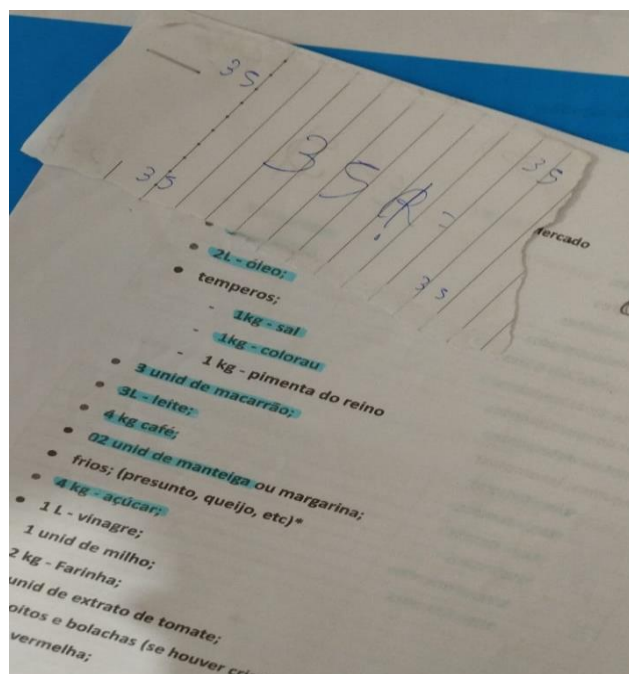 35
35
35
35 R
35
ercado
2L - óleo;
temperos;
- 1kg - sal
- 1kg - colorau
- 1 kg - pimenta do reino
3 unid de macarrão;
3L - leite;
4 kg café;
02 unid de manteiga ou margarina;
frios; (presunto, queijo, etc)*
4 kg - açúcar;
1 L - vinagre;
1 unid de milho;
2 kg - Farinha;
unid de extrato de tomate;
oitos e bolachas (se houver cri
vermelha;